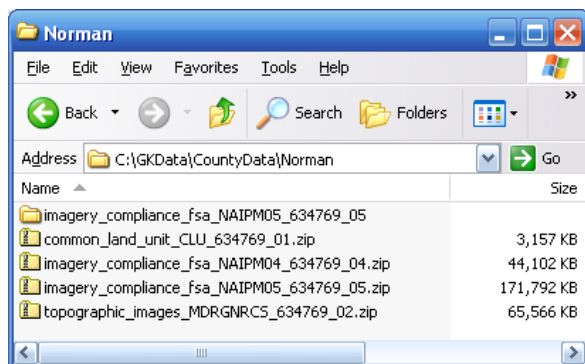 Norman
File Edit View Favorites Tools Help
Back Search Folders »
Address C:\GKData\CountyData\Norman Go
Name Size
imagery_compliance_fsa_NAIPM05_634769_05
common_land_unit_CLU_634769_01.zip 3,157 KB
imagery_compliance_fsa_NAIPM04_634769_04.zip 44,102 KB
imagery_compliance_fsa_NAIPM05_634769_05.zip 171,792 KB
topographic_images_MDRGNRCS_634769_02.zip 65,566 KB